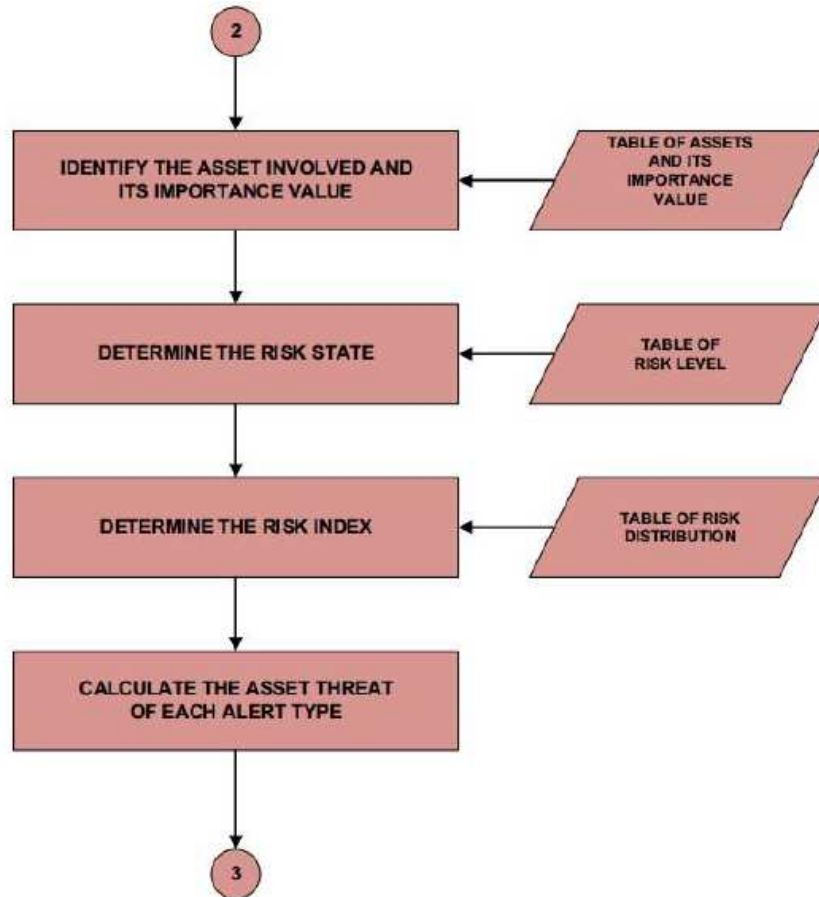 2
IDENTIFY THE ASSET INVOLVED AND
ITS IMPORTANCE VALUE
TABLE OF ASSETS
AND ITS
IMPORTANCE
VALUE
DETERMINE THE RISK STATE
TABLE OF
RISK LEVEL
DETERMINE THE RISK INDEX
TABLE OF RISK
DISTRIBUTION
CALCULATE THE ASSET THREAT
OF EACH ALERT TYPE
3